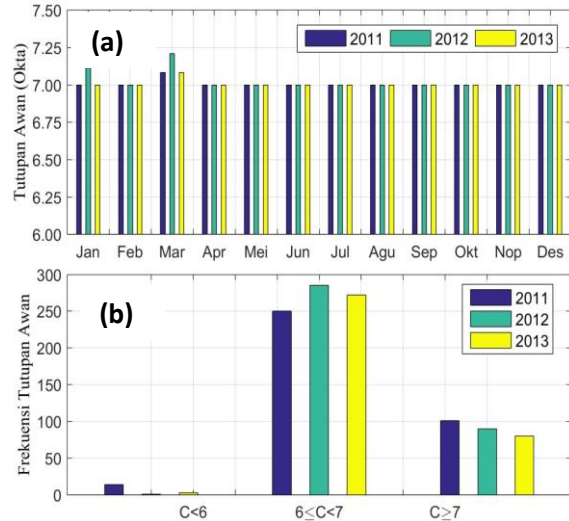 (a)
2011 2012 2013
Tutupan Awan (Okta)
7.50
7.25
7.00
6.75
6.50
6.25
6.00
Jan Feb Mar Apr Mei Jun Jul Agu Sep Okt Nop Des
(b)
2011
2012
2013
Frekuensi Tutupan Awan
300
250
200
150
100
50
0
C<6 6≤C<7 C≥7